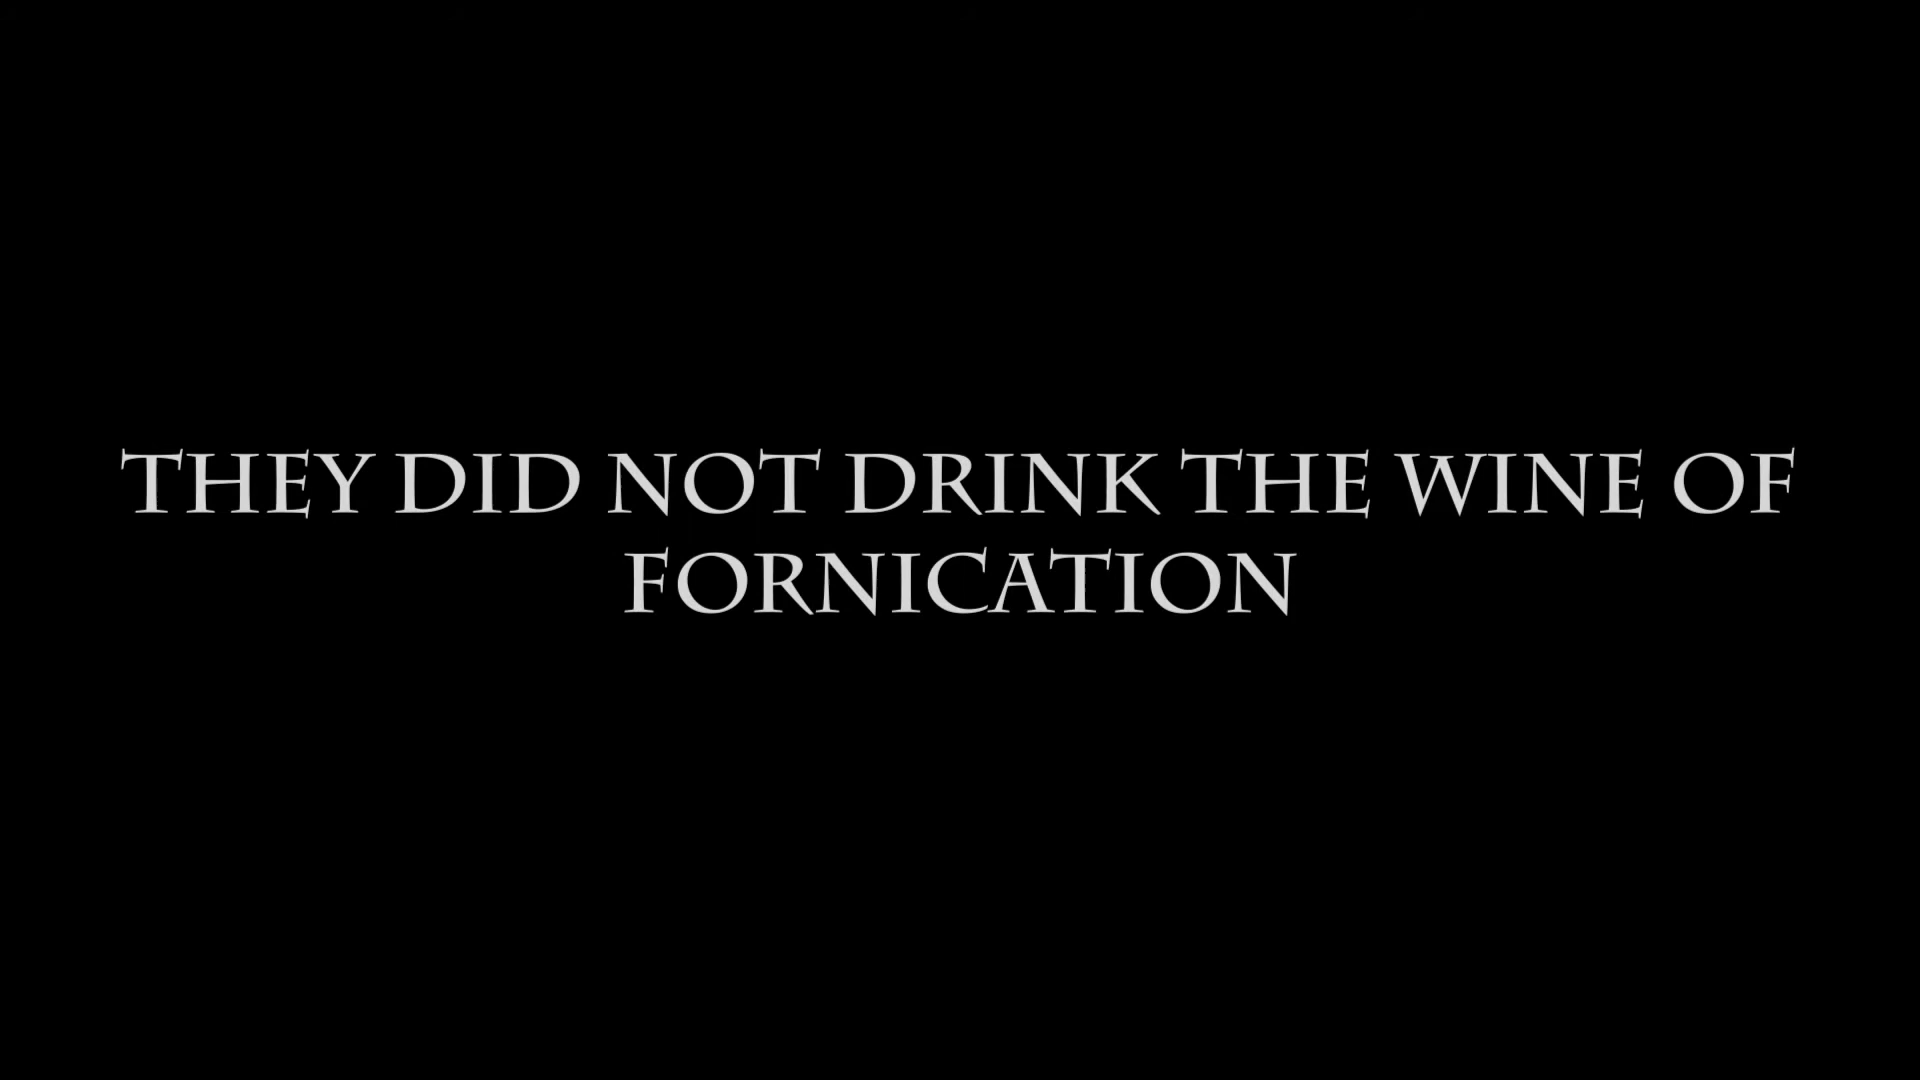 THEY DID NOT DRINK THE WINE OF
FORNICATION